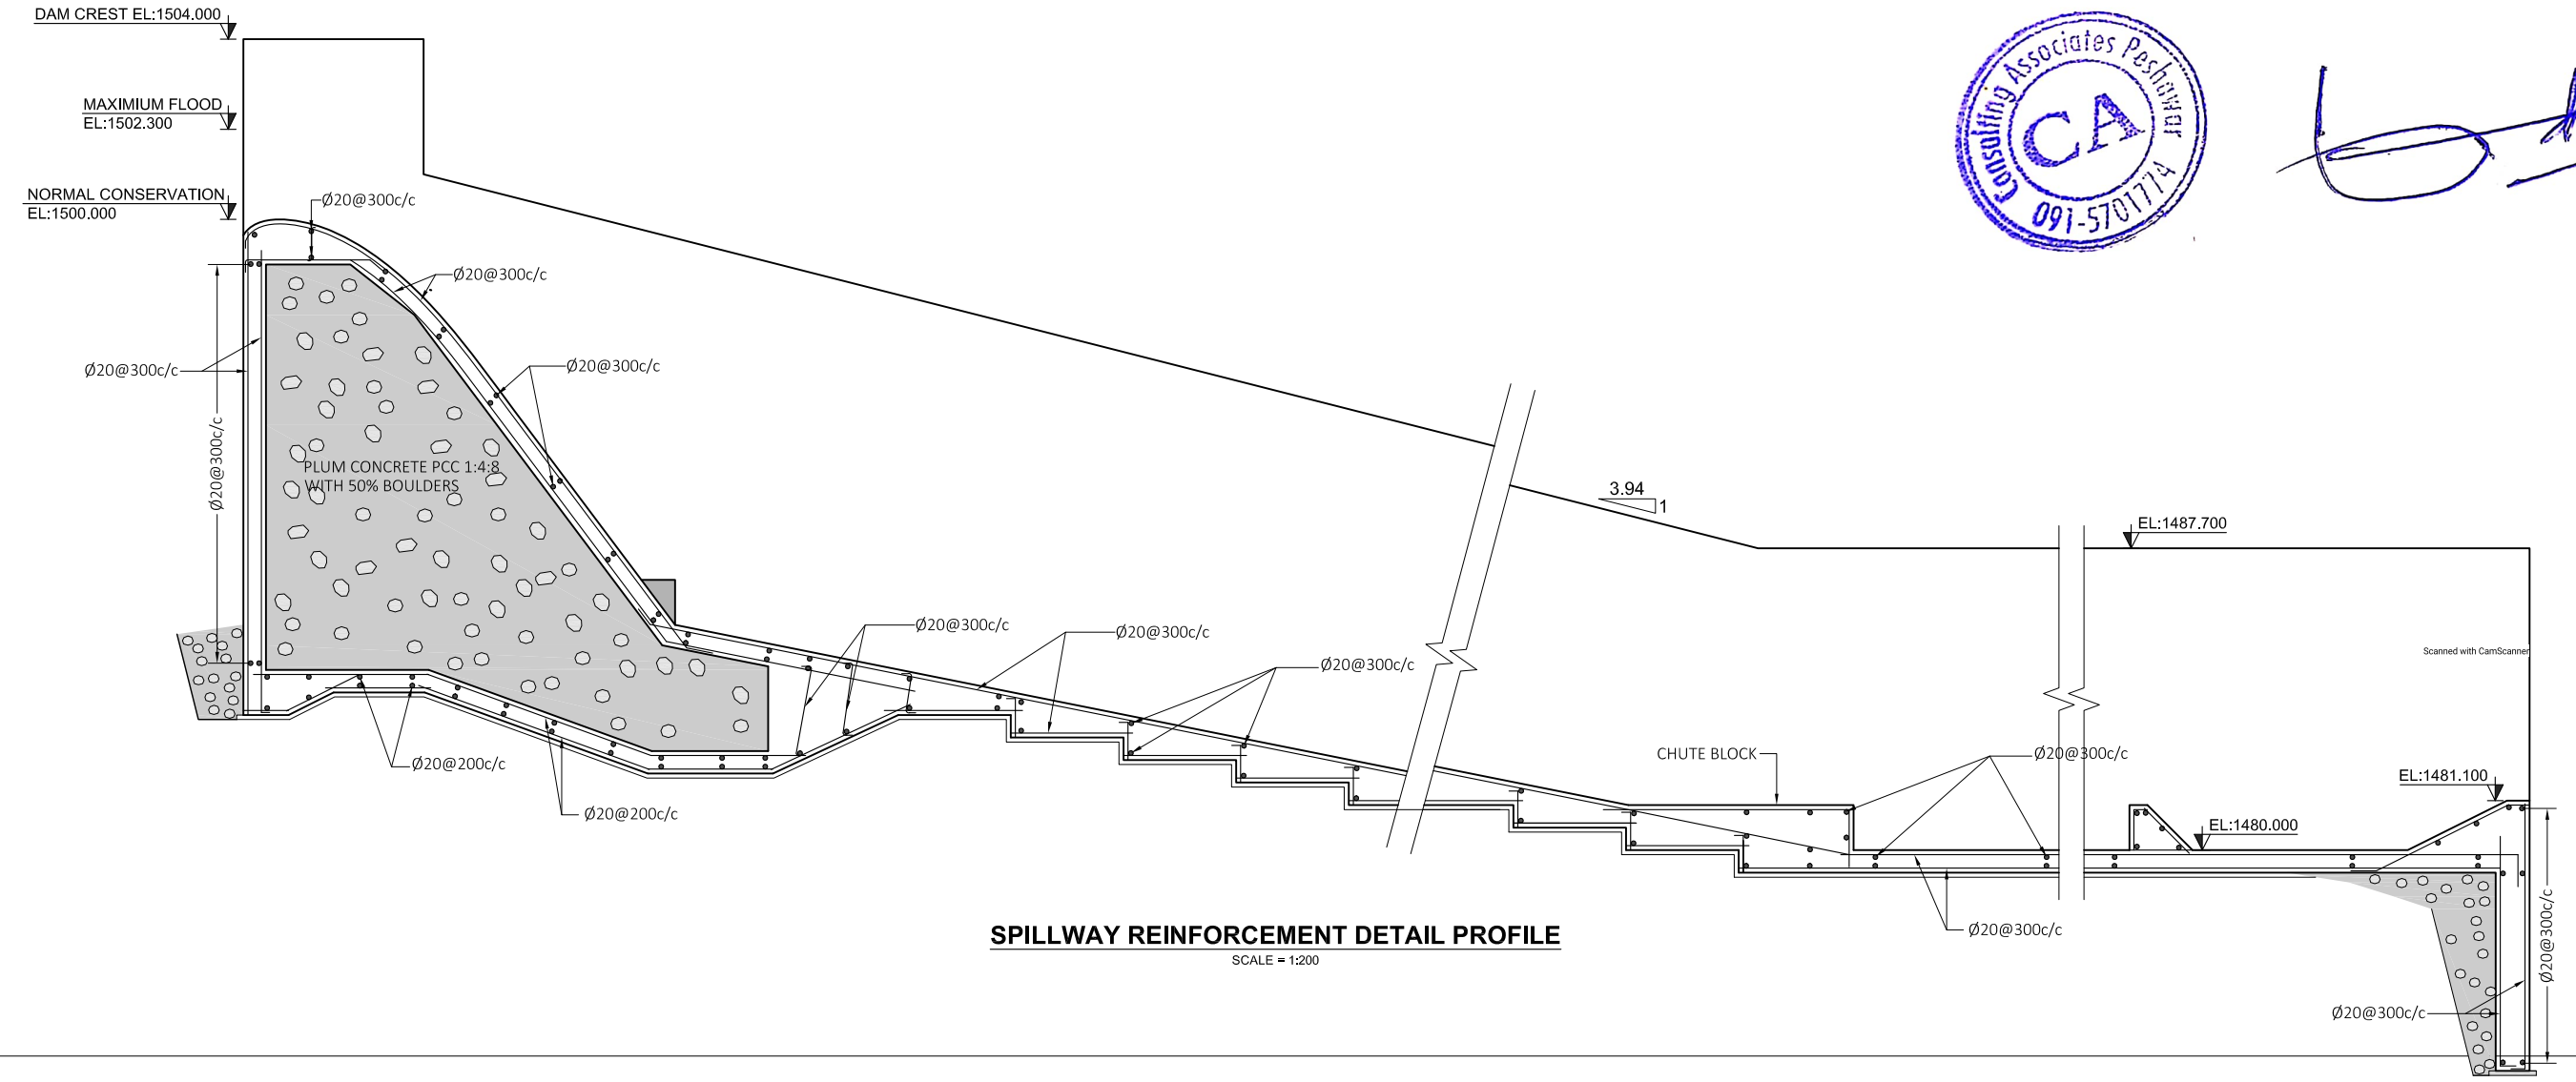 DAM CREST EL:1504.000
MAXIMIUM FLOOD
EL:1502.300
NORMAL CONSERVATION
EL:1500.000
Ø20@300c/c
Ø20@300c/c
Ø20@300c/c
Ø20@300c/c
Ø20@300c/c
PLUM CONCRETE PCC 1:4:8
WITH 50% BOULDERS
Ø20@200c/c
Ø20@200c/c
Ø20@300c/c
Ø20@300c/c
Ø20@300c/c
3.94
1
EL:1487.700
CHUTE BLOCK
Ø20@300c/c
EL:1481.100
EL:1480.000
Ø20@300c/c
Ø20@300c/c
Ø20@300c/c
SPILLWAY REINFORCEMENT DETAIL PROFILE
SCALE = 1:200
Consulting Associates Peshawar
CA
091-5701774
Scanned with CamScanner